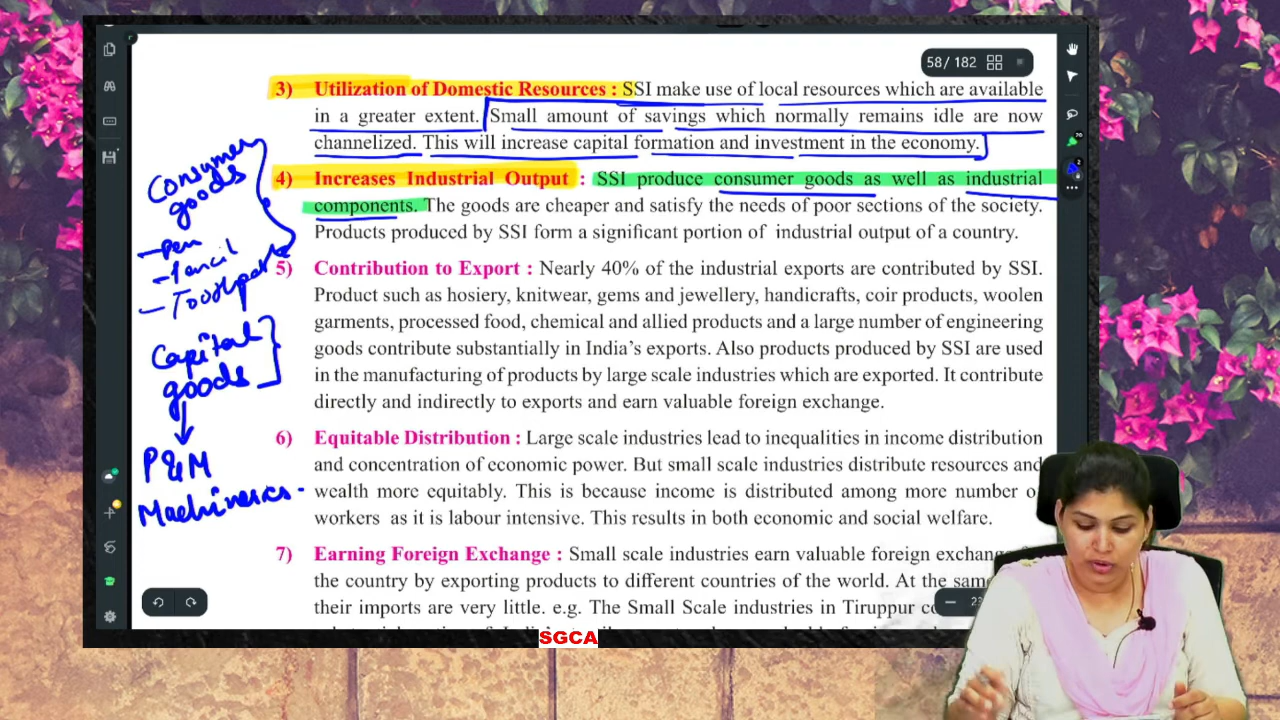 58/ 182
3) Utilization of Domestic Resources : SSI make use of local resources which are available
in a greater extent. Small amount of savings which normally remains idle are now
channelized. This will increase capital formation and investment in the economy.
4) Increases Industrial Output : SSI produce consumer goods as well as industrial
components. The goods are cheaper and satisfy the needs of poor sections of the society.
Products produced by SSI form a significant portion of industrial output of a country.
5) Contribution to Export : Nearly 40% of the industrial exports are contributed by SSI.
Product such as hosiery, knitwear, gems and jewellery, handicrafts, coir products, woolen
garments, processed food, chemical and allied products and a large number of engineering
goods contribute substantially in India's exports. Also products produced by SSI are used
in the manufacturing of products by large scale industries which are exported. It contribute
directly and indirectly to exports and earn valuable foreign exchange.
6) Equitable Distribution : Large scale industries lead to inequalities in income distribution
and concentration of economic power. But small scale industries distribute resources and
wealth more equitably. This is because income is distributed among more number o
workers as it is labour intensive. This results in both economic and social welfare.
7) Earning Foreign Exchange : Small scale industries earn valuable foreign exchang
the country by exporting products to different countries of the world. At the sam
their imports are very little. e.g. The Small Scale industries in Tiruppur co
Consumer
goods
- Pen
- Pencil
- Toothpaste
Capital
goods
P&M
Machineries.
SGCA